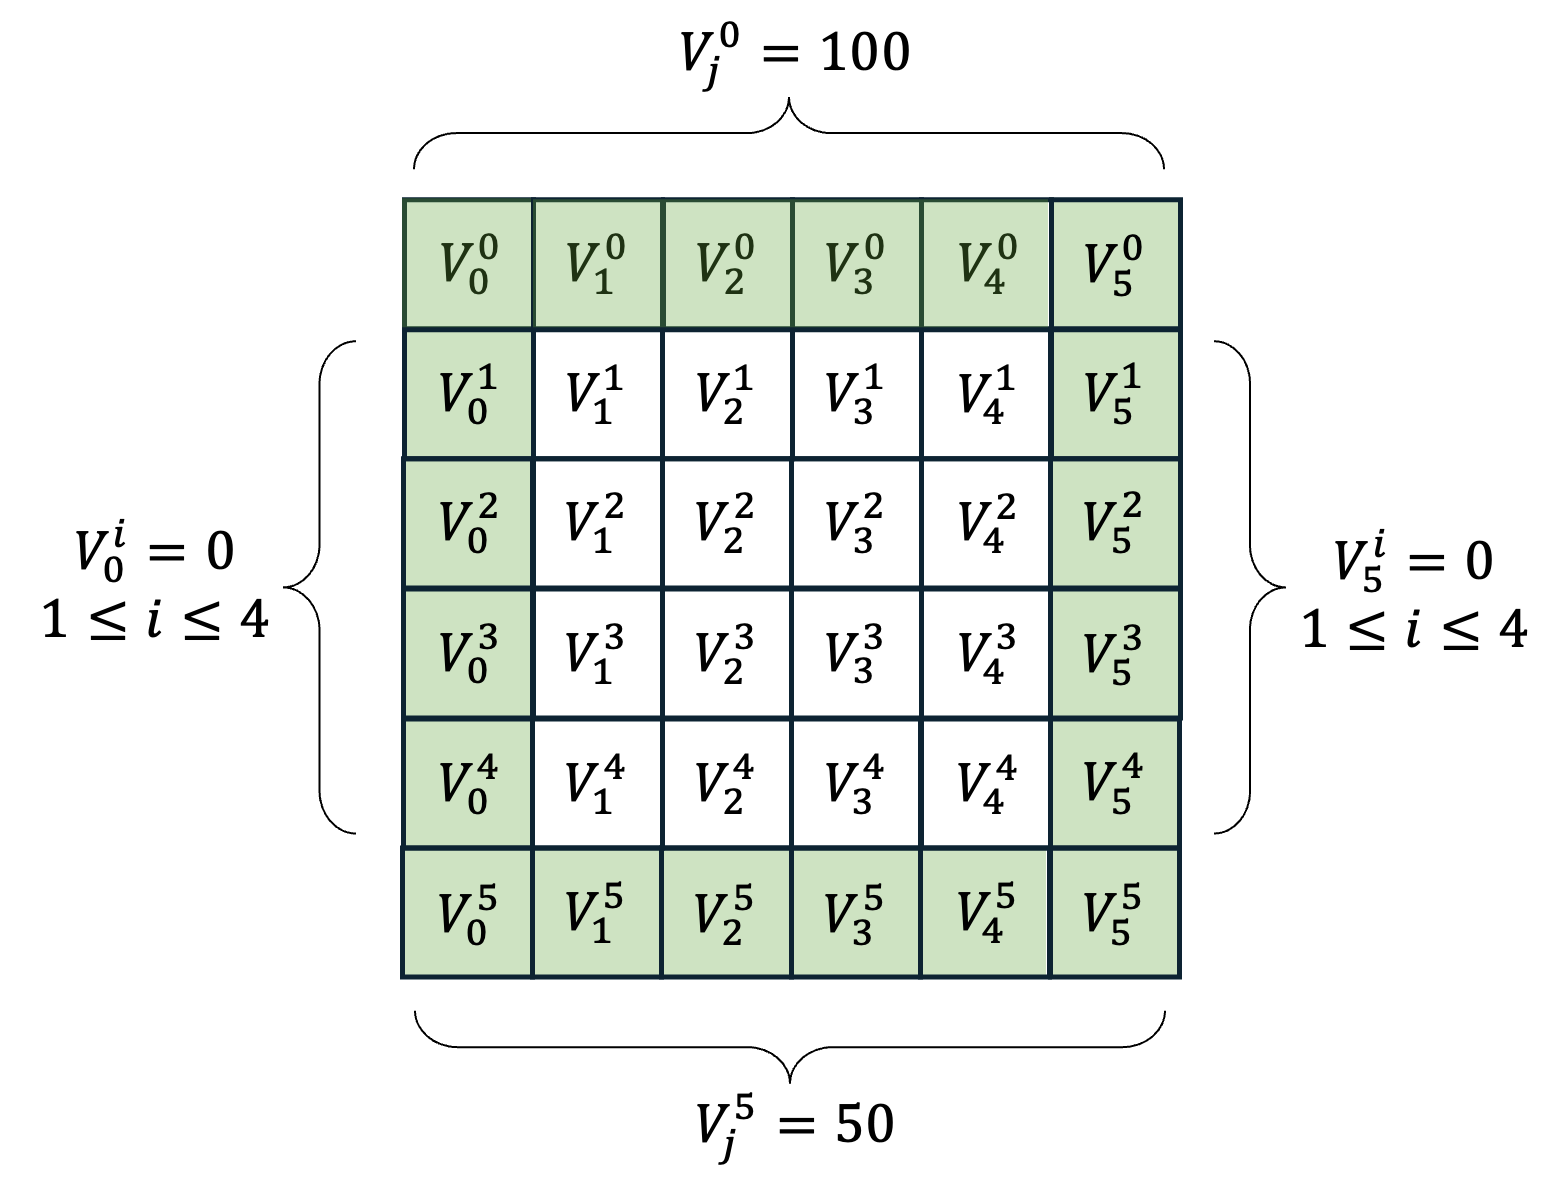 V_j^0 = 100
V_0^0 V_1^0 V_2^0 V_3^0 V_4^0 V_5^0
V_0^1 V_1^1 V_2^1 V_3^1 V_4^1 V_5^1
V_0^2 V_1^2 V_2^2 V_3^2 V_4^2 V_5^2
V_0^i = 0
1 ≤ i ≤ 4
V_5^i = 0
1 ≤ i ≤ 4
V_0^3 V_1^3 V_2^3 V_3^3 V_4^3 V_5^3
V_0^4 V_1^4 V_2^4 V_3^4 V_4^4 V_5^4
V_0^5 V_1^5 V_2^5 V_3^5 V_4^5 V_5^5
V_j^5 = 50